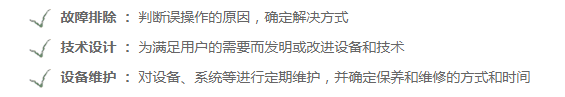 故障排除 ： 判断误操作的原因，确定解决方式
技术设计 ： 为满足用户的需要而发明或改进设备和技术
设备维护 ： 对设备、系统等进行定期维护，并确定保养和维修的方式和时间